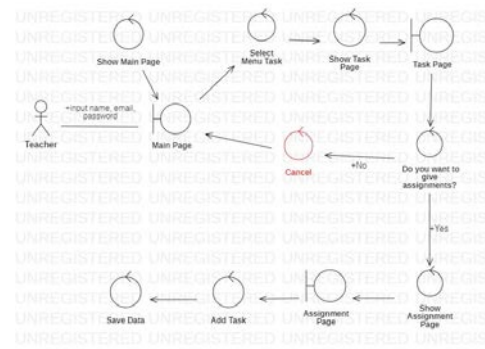 UNREGISTERED
Show Main Page
Select
Menu Task
Show Task
Page
Task Page
+input name, email,
password
Teacher
Main Page
Cancel
+No
Do you want to
give
assignments?
+Yes
Save Data
Add Task
Assignment
Page
Show
Assignment
Page